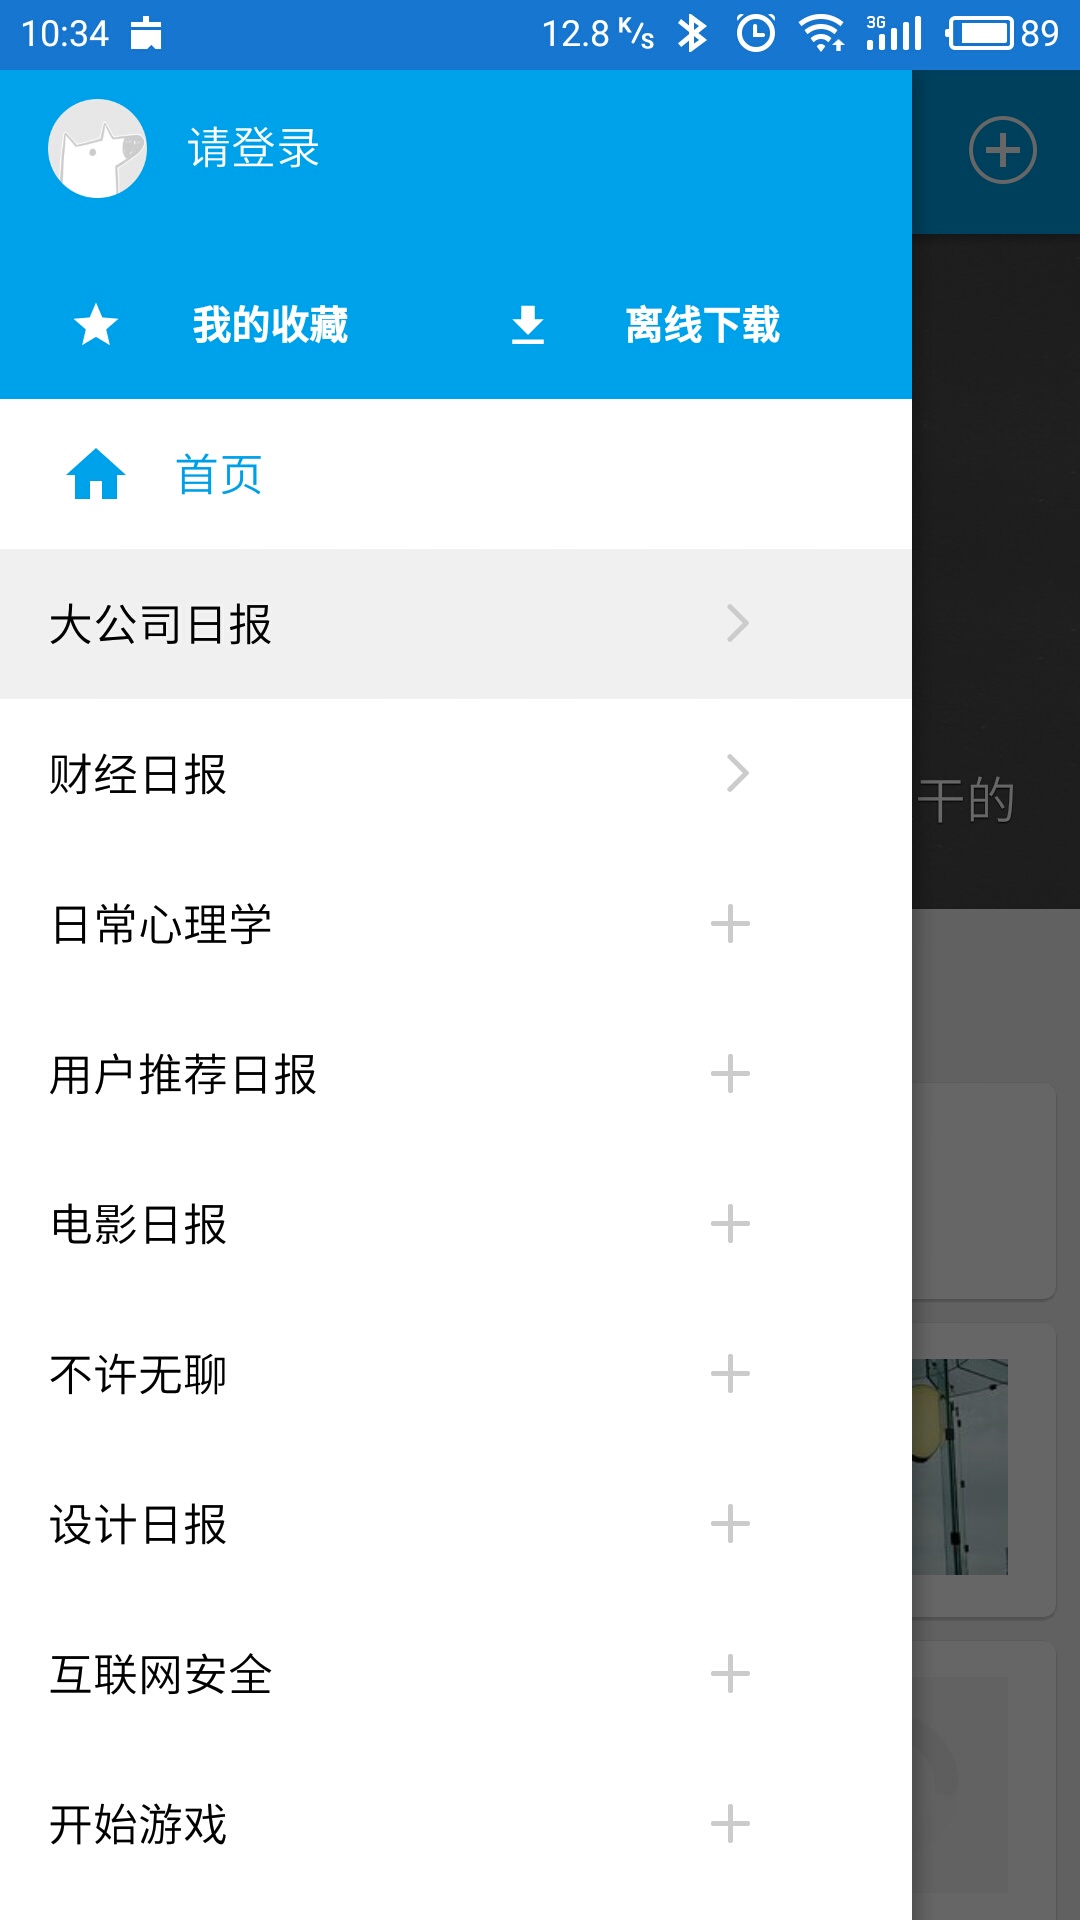 10:34 12.8 K/s 3G 89
请登录
我的收藏 离线下载
首页
大公司日报
财经日报
干的
日常心理学
用户推荐日报
电影日报
不许无聊
设计日报
互联网安全
开始游戏